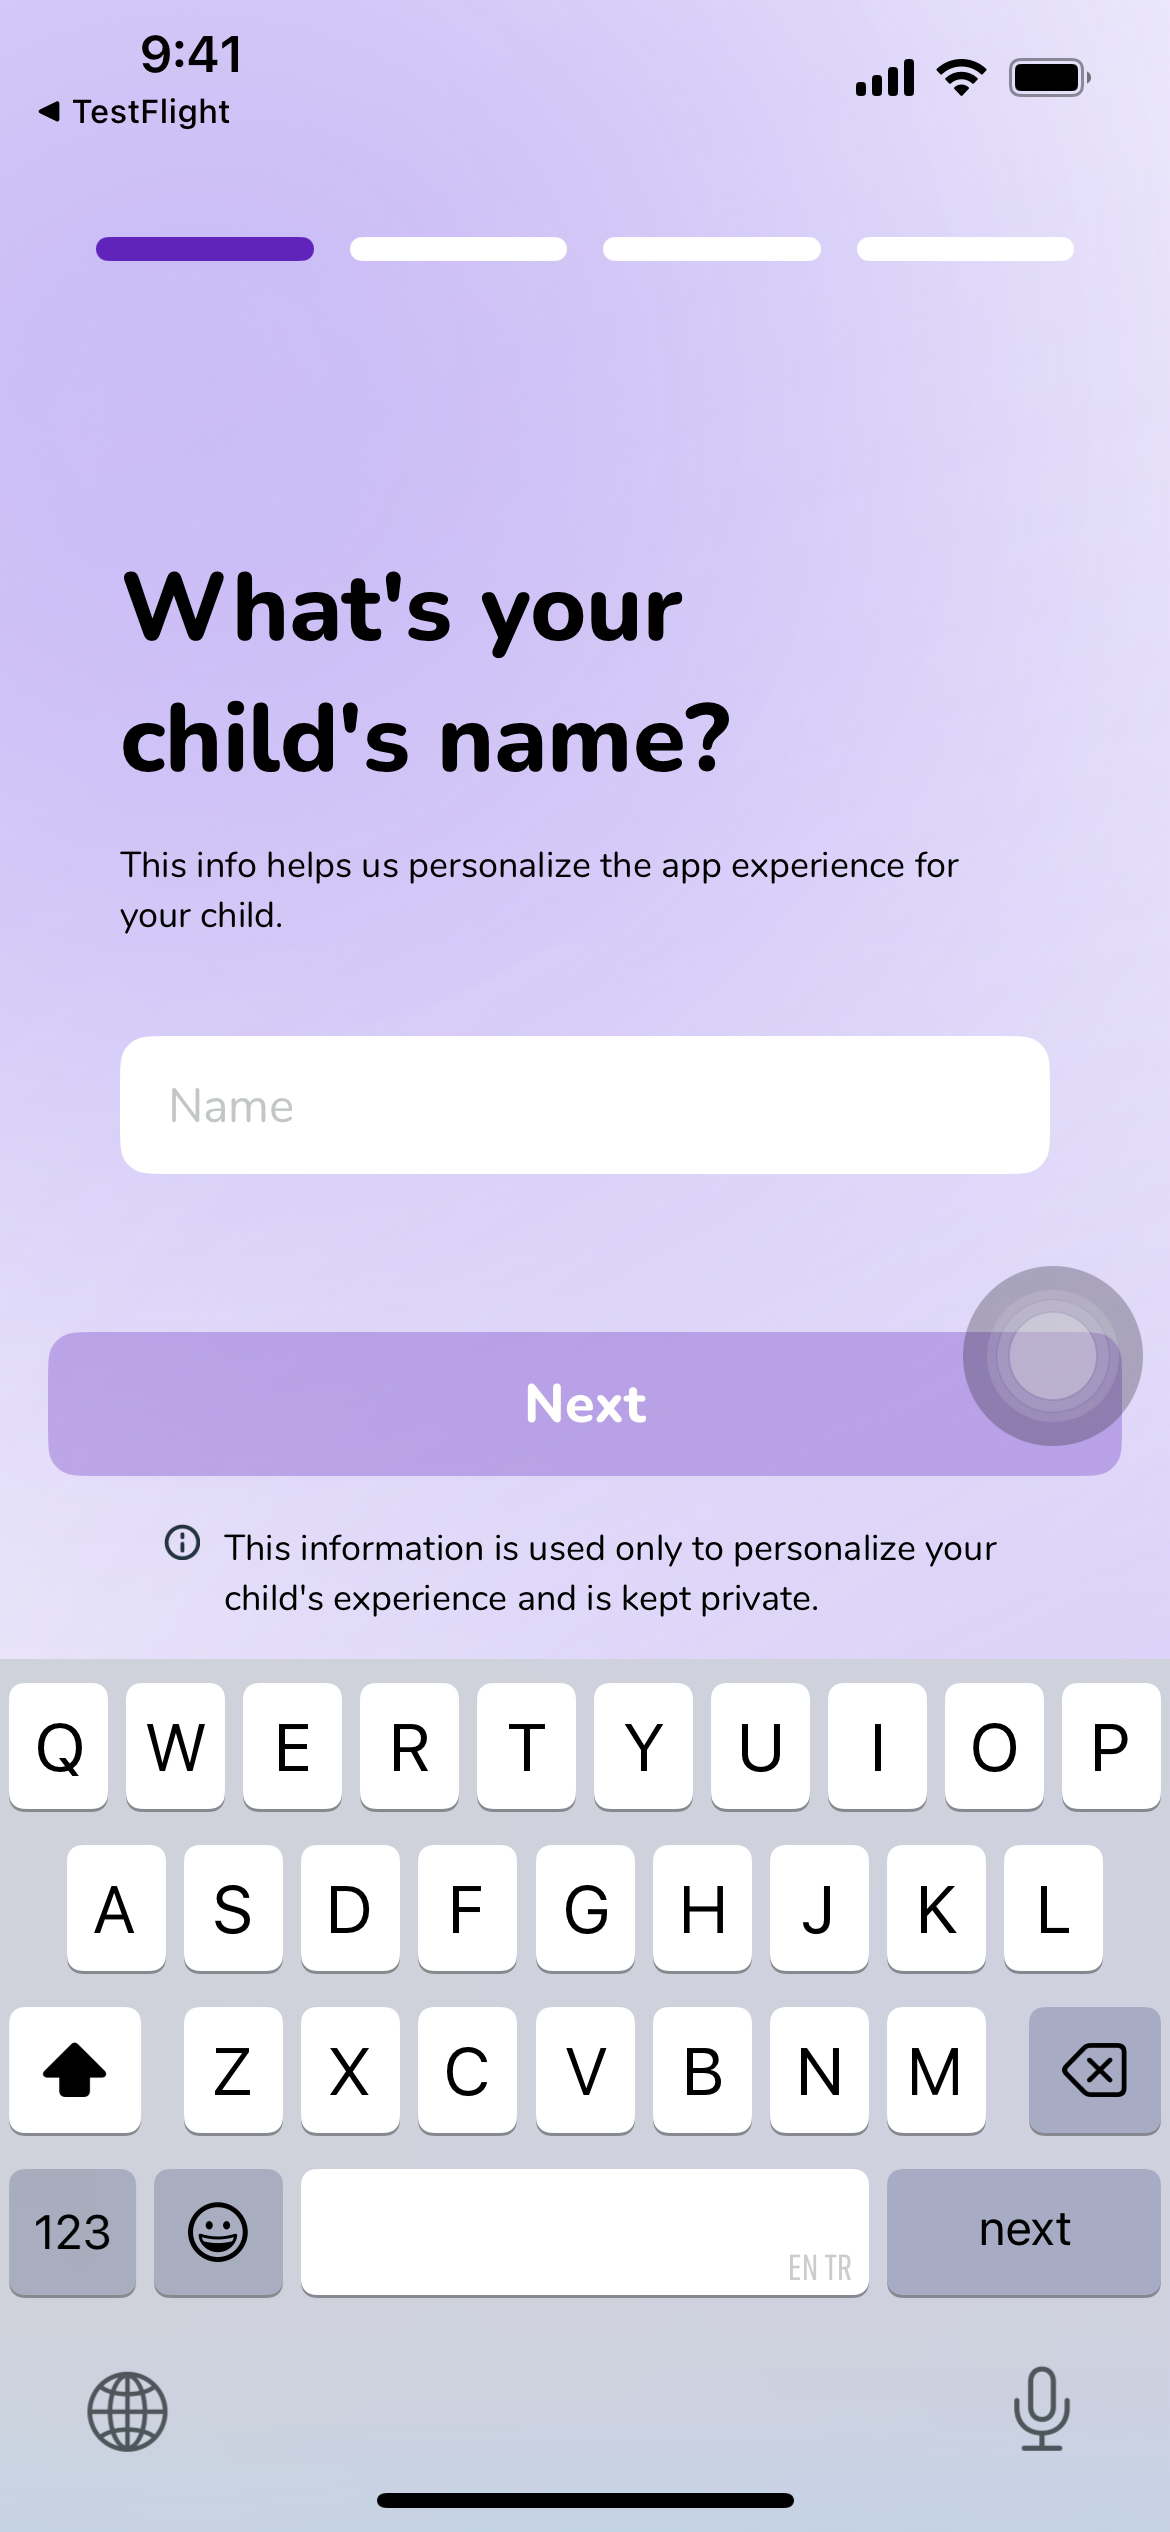 9:41
◀ TestFlight
What's your
child's name?
This info helps us personalize the app experience for
your child.
Name
Next
This information is used only to personalize your
child's experience and is kept private.
Q W E R T Y U I O P
A S D F G H J K L
Z X C V B N M
123 EN TR next